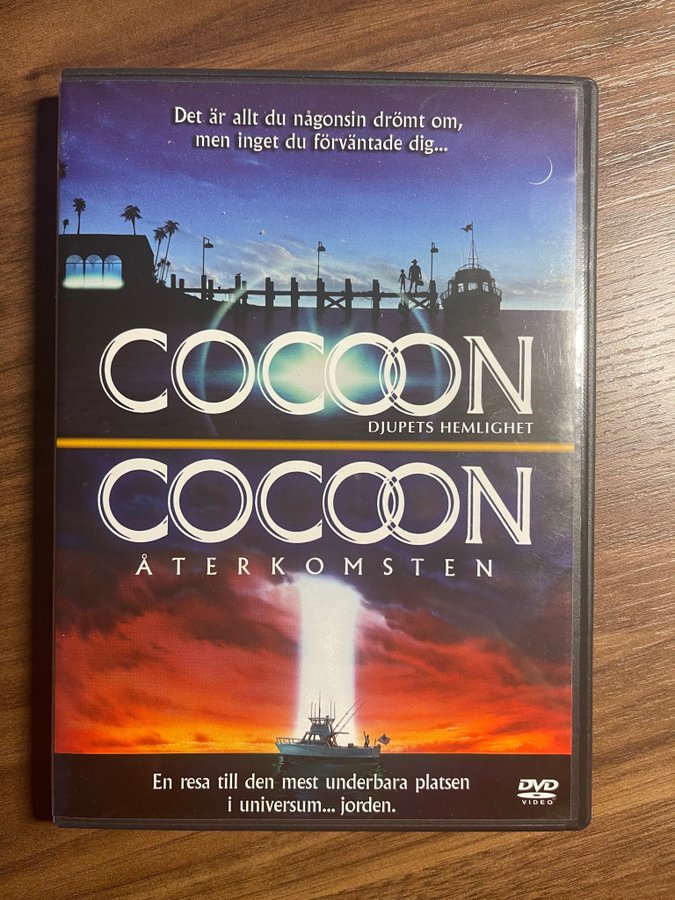 Det är allt du någonsin drömt om,
men inget du förväntade dig...
COCOON
DJUPETS HEMLIGHET
COCOON
ÅTERKOMSTEN
En resa till den mest underbara platsen
i universum... jorden.
DVD
VIDEO